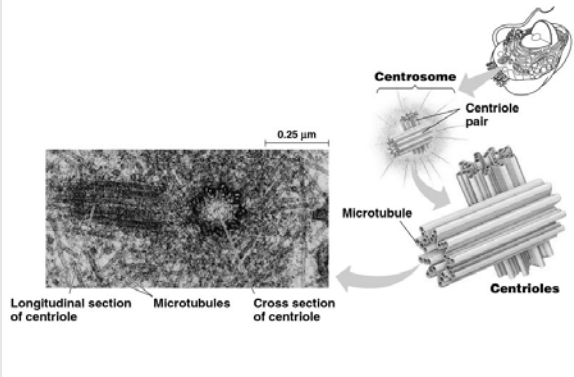 Centrosome
Centriole
pair
0.25 µm
Microtubule
Longitudinal section
of centriole
Microtubules
Cross section
of centriole
Centrioles